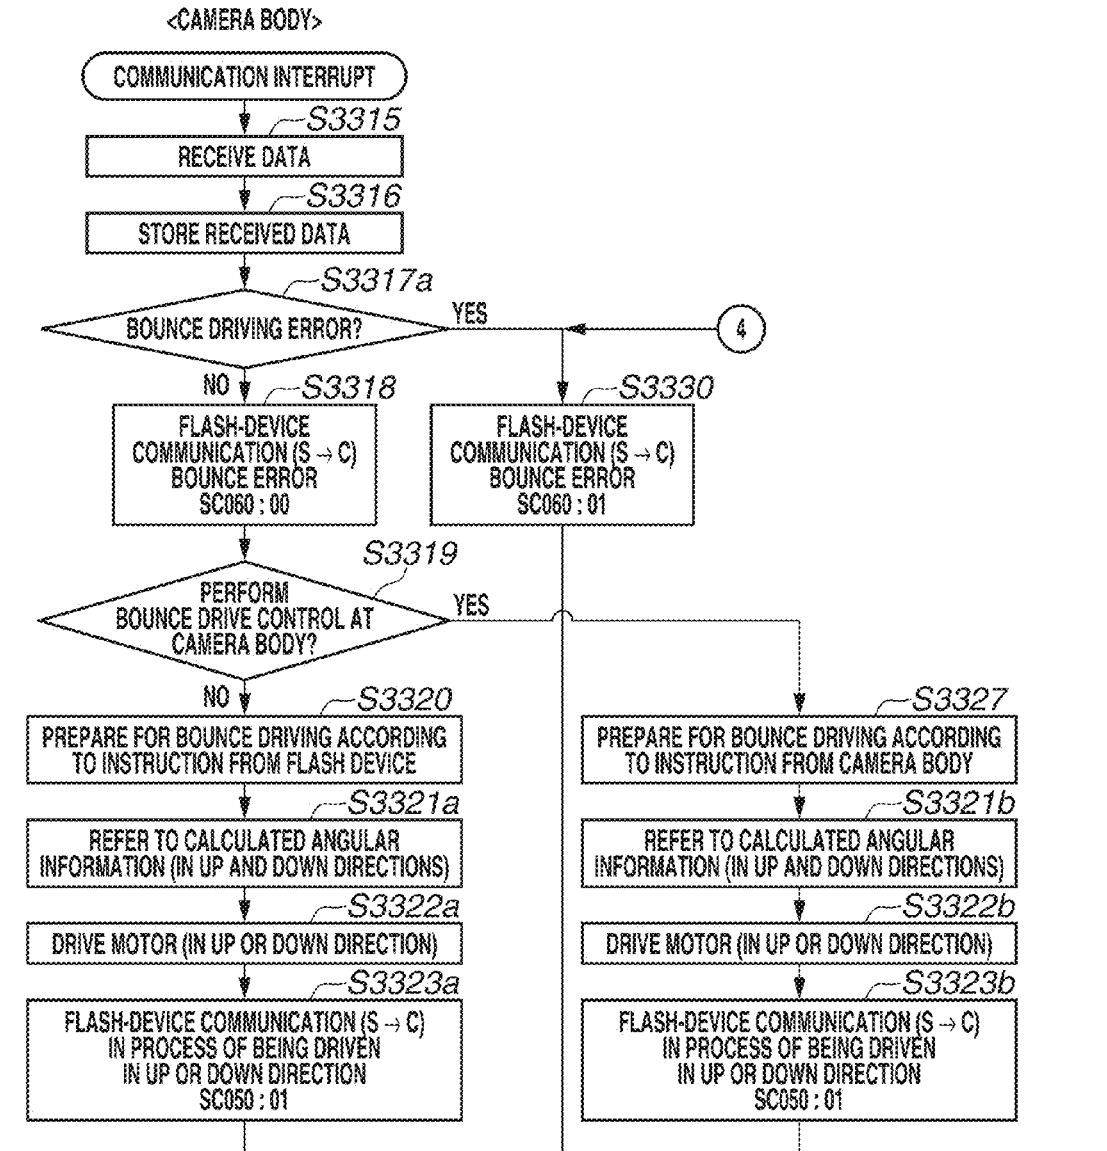 <CAMERA BODY>
COMMUNICATION INTERRUPT
S3315
RECEIVE DATA
S3316
STORE RECEIVED DATA
S3317a
BOUNCE DRIVING ERROR?
YES
4
NO
S3318
FLASH-DEVICE
COMMUNICATION (S → C)
BOUNCE ERROR
SC060 : 00
S3330
FLASH-DEVICE
COMMUNICATION (S → C)
BOUNCE ERROR
SC060 : 01
S3319
PERFORM
BOUNCE DRIVE CONTROL AT
CAMERA BODY?
YES
NO
S3320
PREPARE FOR BOUNCE DRIVING ACCORDING
TO INSTRUCTION FROM FLASH DEVICE
S3327
PREPARE FOR BOUNCE DRIVING ACCORDING
TO INSTRUCTION FROM CAMERA BODY
S3321a
REFER TO CALCULATED ANGULAR
INFORMATION (IN UP AND DOWN DIRECTIONS)
S3321b
REFER TO CALCULATED ANGULAR
INFORMATION (IN UP AND DOWN DIRECTIONS)
S3322a
DRIVE MOTOR (IN UP OR DOWN DIRECTION)
S3322b
DRIVE MOTOR (IN UP OR DOWN DIRECTION)
S3323a
FLASH-DEVICE COMMUNICATION (S → C)
IN PROCESS OF BEING DRIVEN
IN UP OR DOWN DIRECTION
SC050 : 01
S3323b
FLASH-DEVICE COMMUNICATION (S → C)
IN PROCESS OF BEING DRIVEN
IN UP OR DOWN DIRECTION
SC050 : 01